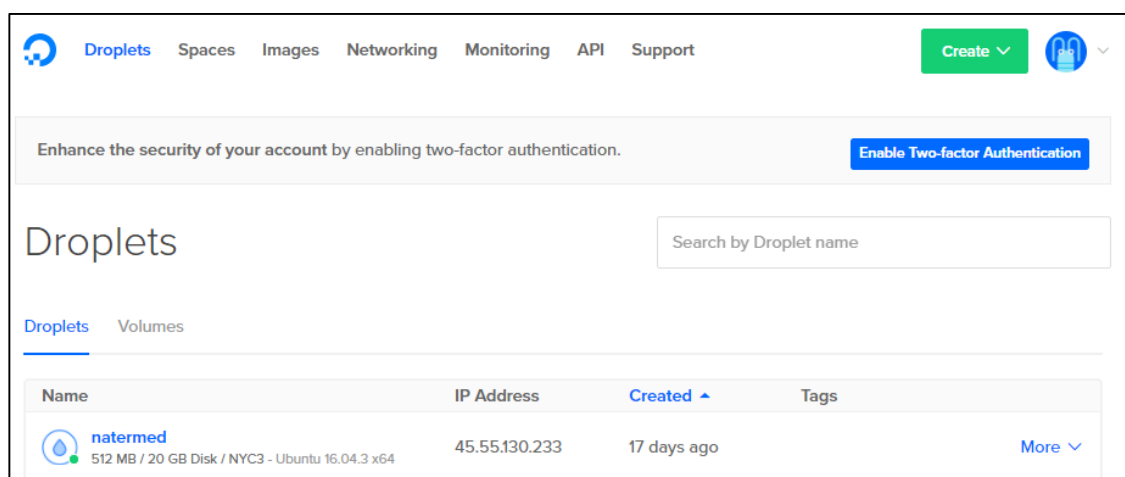 Droplets Spaces Images Networking Monitoring API Support Create
Enhance the security of your account by enabling two-factor authentication. Enable Two-factor Authentication
Droplets Search by Droplet name
Droplets Volumes
Name IP Address Created Tags
natermed
512 MB / 20 GB Disk / NYC3 - Ubuntu 16.04.3 x64 45.55.130.233 17 days ago More